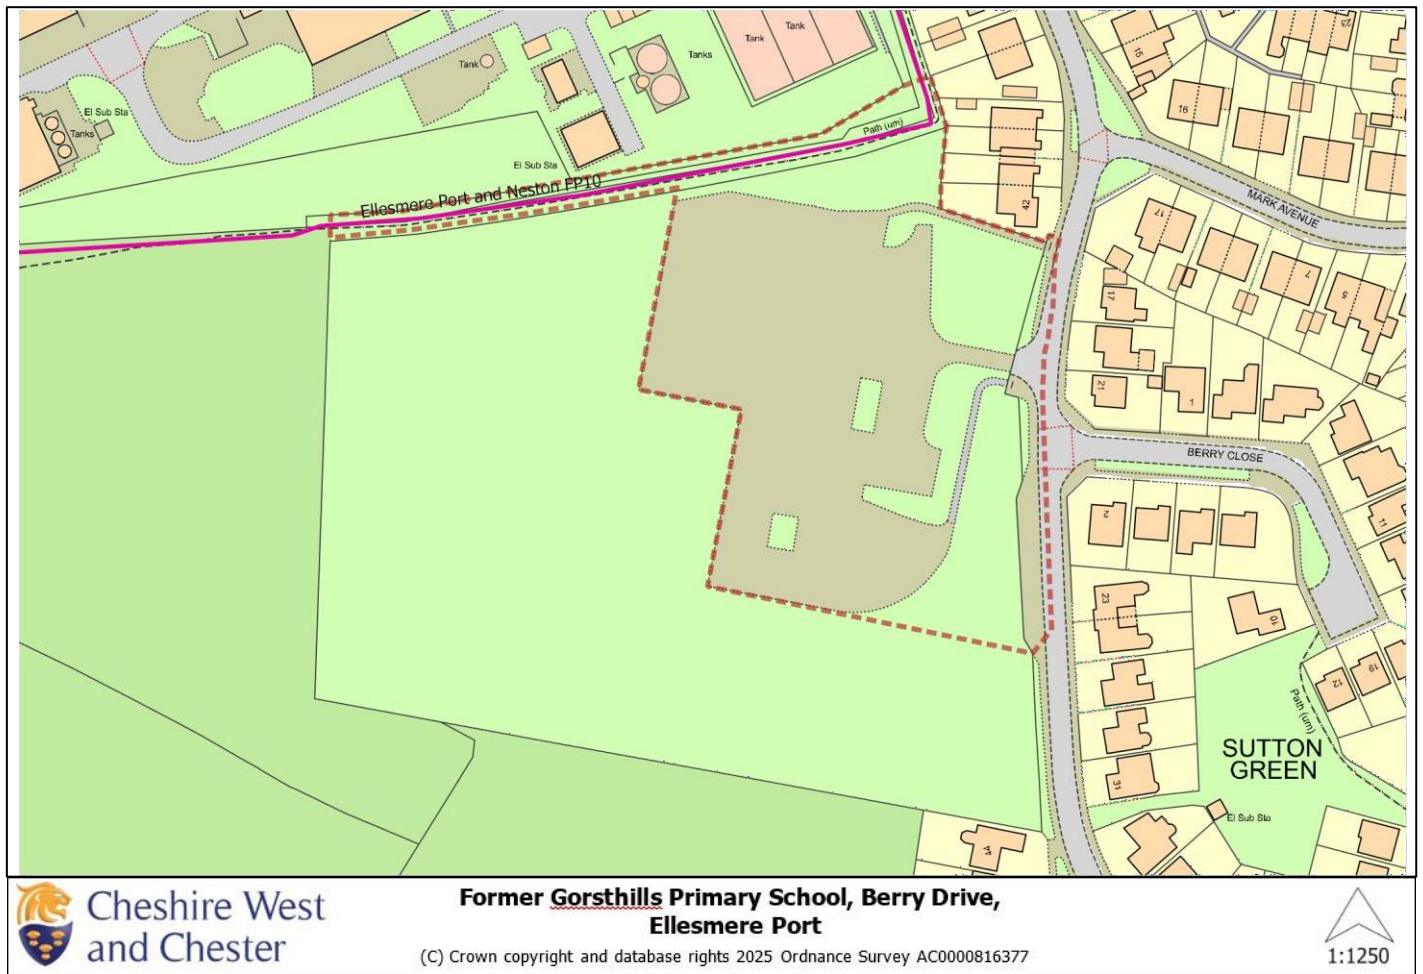 Tank
Tank
Tanks
Tank
El Sub Sta
Tanks
El Sub Sta
Path (um)
Ellesmere Port and Neston FP10
15
16
23
42
MARK AVENUE
17
7
5
17
21
1
BERRY CLOSE
2
11
23
10
12
19
Path (um)
31
SUTTON
GREEN
El Sub Sta
44
Cheshire West
and Chester
Former Gorsthills Primary School, Berry Drive,
Ellesmere Port
(C) Crown copyright and database rights 2025 Ordnance Survey AC0000816377
1:1250